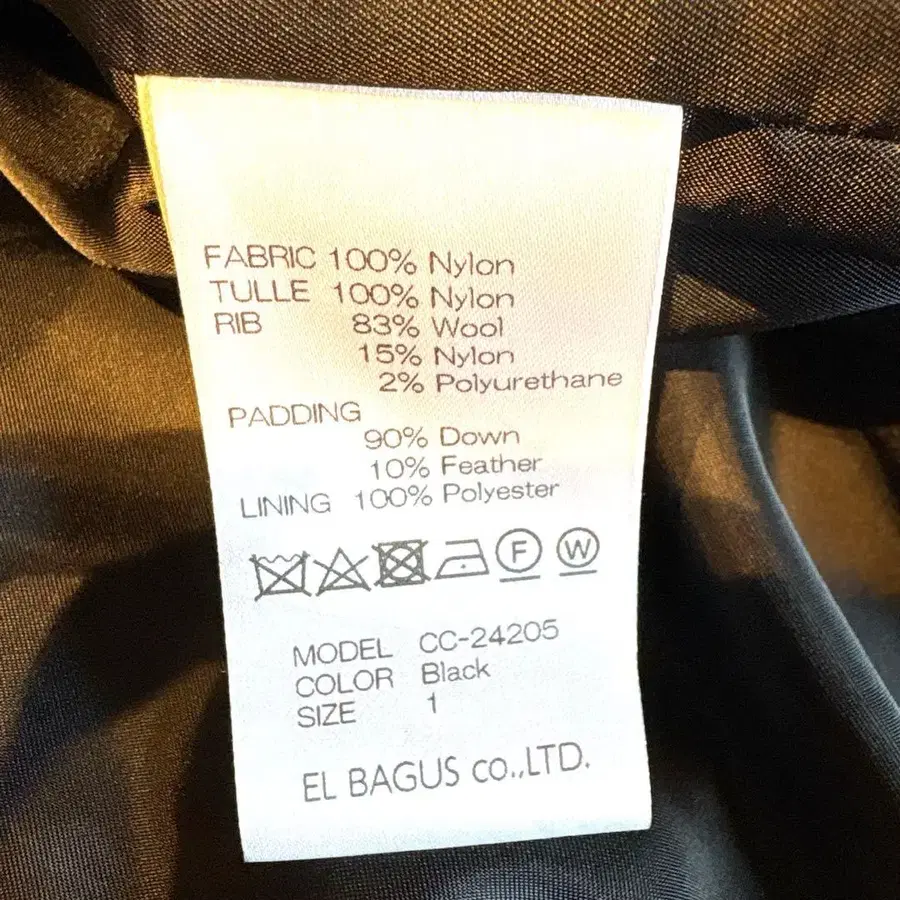 FABRIC 100% Nylon
TULLE 100% Nylon
RIB 83% Wool
15% Nylon
2% Polyurethane
PADDING
90% Down
10% Feather
LINING 100% Polyester
F W
MODEL CC-24205
COLOR Black
SIZE 1
EL BAGUS co.,LTD.